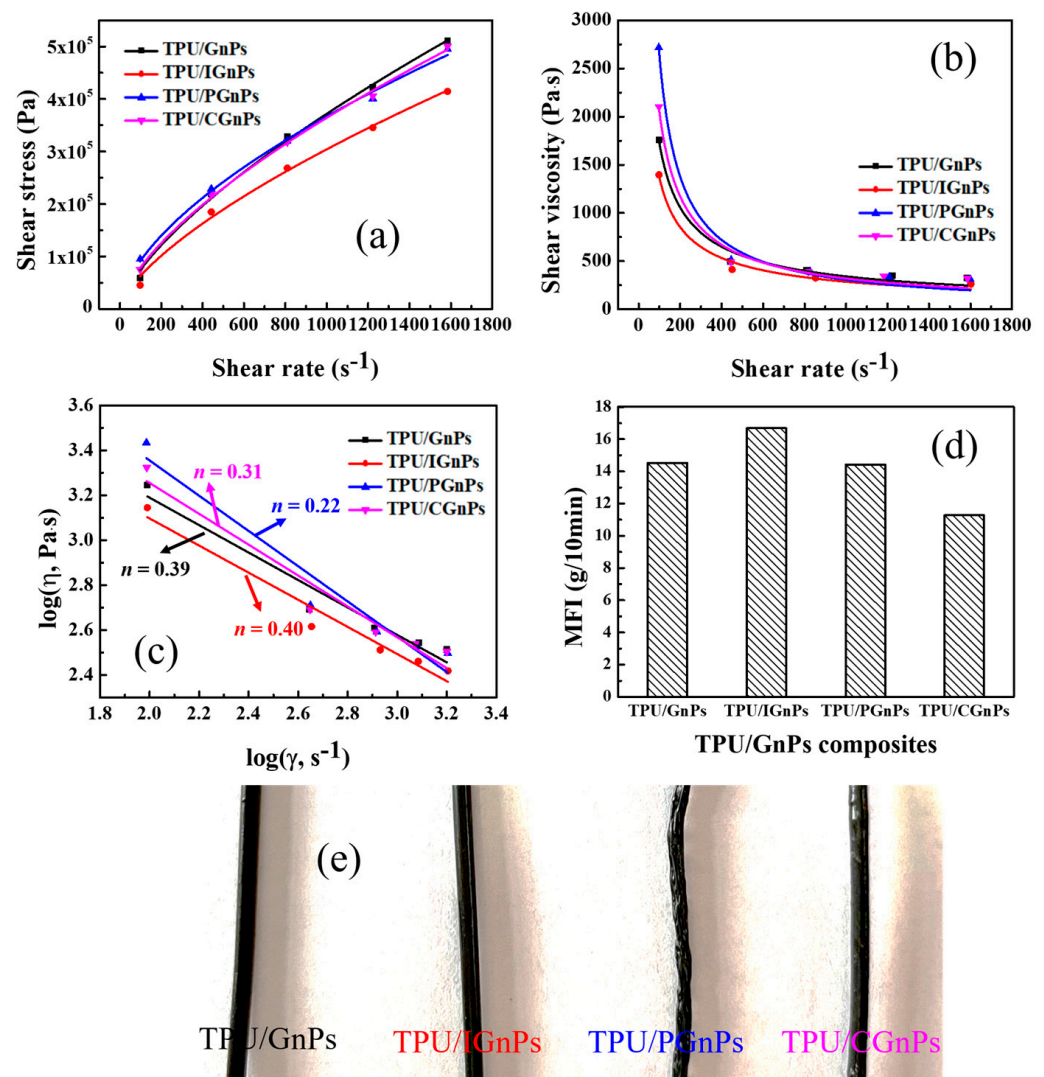 5x10⁵
4x10⁵
3x10⁵
2x10⁵
1x10⁵
0
Shear stress (Pa)
TPU/GnPs
TPU/IGnPs
TPU/PGnPs
TPU/CGnPs
(a)
0 200 400 600 800 1000 1200 1400 1600 1800
Shear rate (s⁻¹)
3000
2500
2000
1750
1500
1000
500
250
0
Shear viscosity (Pa·s)
(b)
TPU/GnPs
TPU/IGnPs
TPU/PGnPs
TPU/CGnPs
0 200 400 600 800 1000 1200 1400 1600 1800
Shear rate (s⁻¹)
3.6
3.4
3.2
3.0
2.8
2.6
2.4
log(η, Pa·s)
TPU/GnPs
TPU/IGnPs
TPU/PGnPs
TPU/CGnPs
n = 0.31
n = 0.22
n = 0.39
n = 0.40
(c)
1.8 2.0 2.2 2.4 2.6 2.8 3.0 3.2 3.4
log(γ, s⁻¹)
18
16
14
12
10
8
6
4
2
0
MFI (g/10min)
(d)
TPU/GnPs TPU/IGnPs TPU/PGnPs TPU/CGnPs
TPU/GnPs composites
(e)
TPU/GnPs TPU/IGnPs TPU/PGnPs TPU/CGnPs